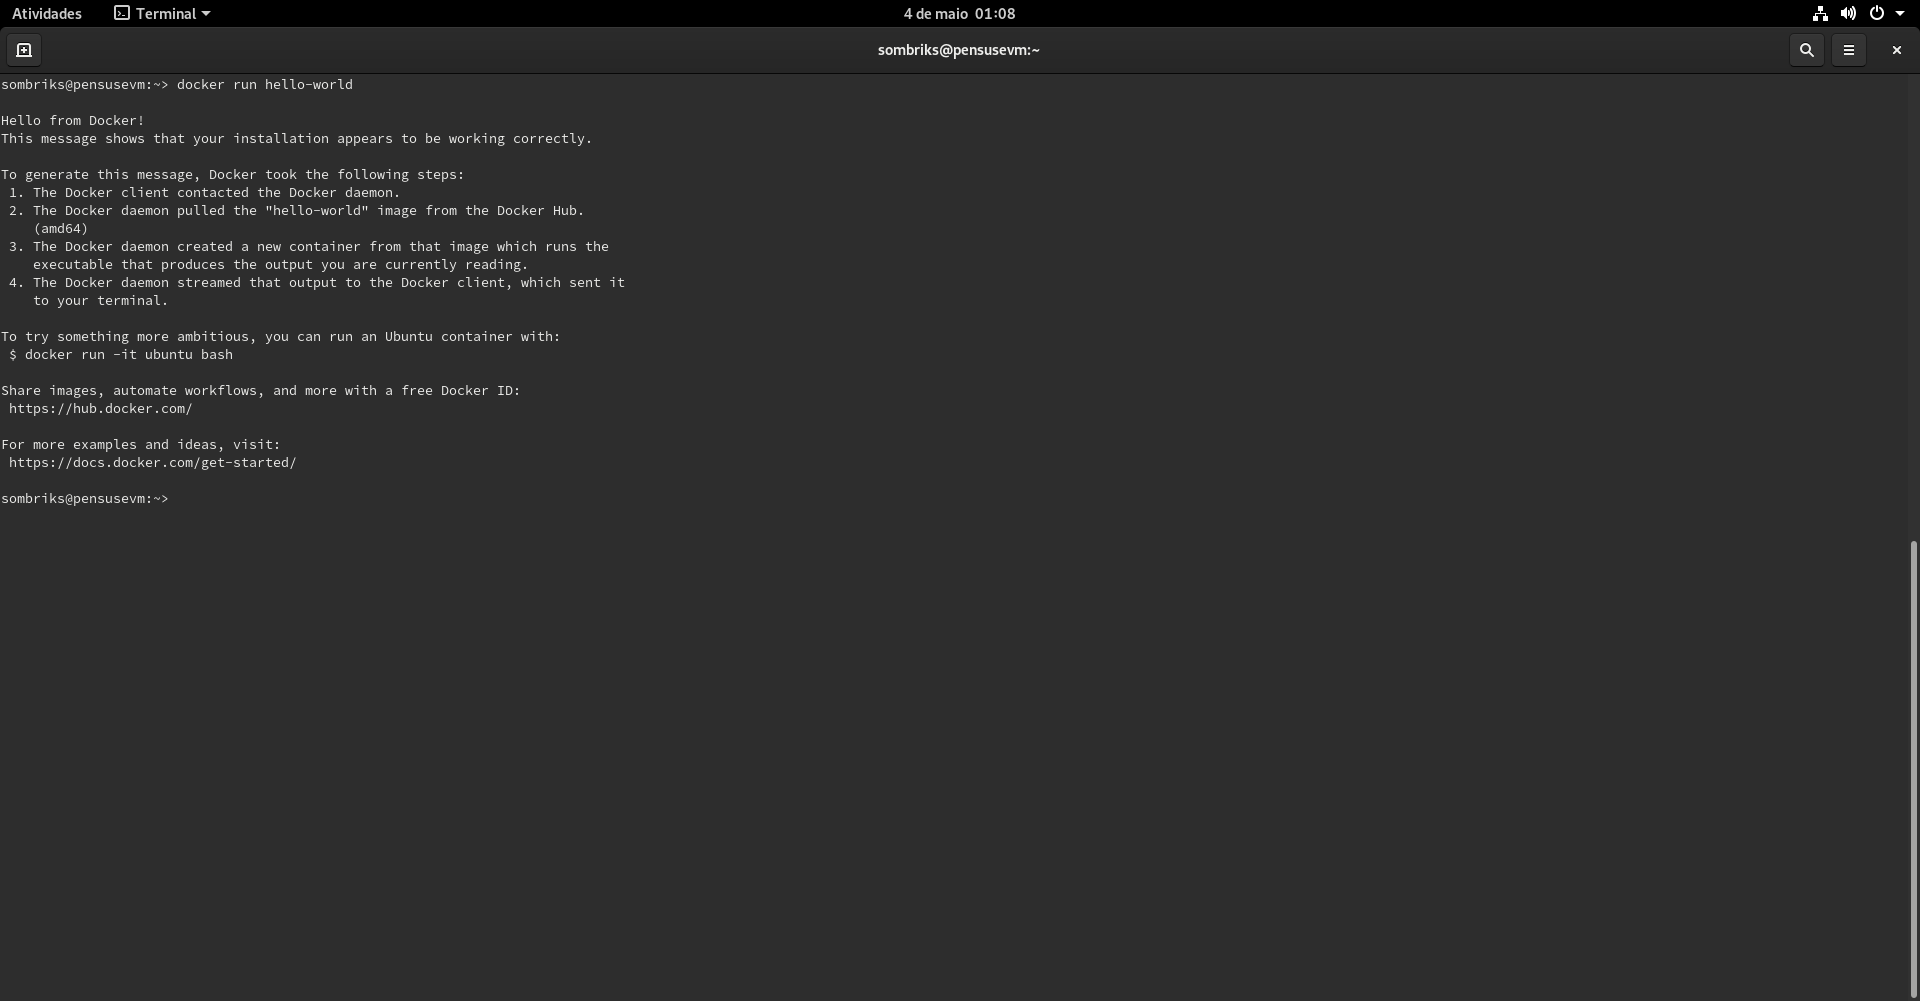 Atividades Terminal 4 de maio 01:08
sombriks@pensusevm:~
sombriks@pensusevm:~> docker run hello-world

Hello from Docker!
This message shows that your installation appears to be working correctly.

To generate this message, Docker took the following steps:
 1. The Docker client contacted the Docker daemon.
 2. The Docker daemon pulled the "hello-world" image from the Docker Hub.
    (amd64)
 3. The Docker daemon created a new container from that image which runs the
    executable that produces the output you are currently reading.
 4. The Docker daemon streamed that output to the Docker client, which sent it
    to your terminal.

To try something more ambitious, you can run an Ubuntu container with:
 $ docker run -it ubuntu bash

Share images, automate workflows, and more with a free Docker ID:
 https://hub.docker.com/

For more examples and ideas, visit:
 https://docs.docker.com/get-started/

sombriks@pensusevm:~>